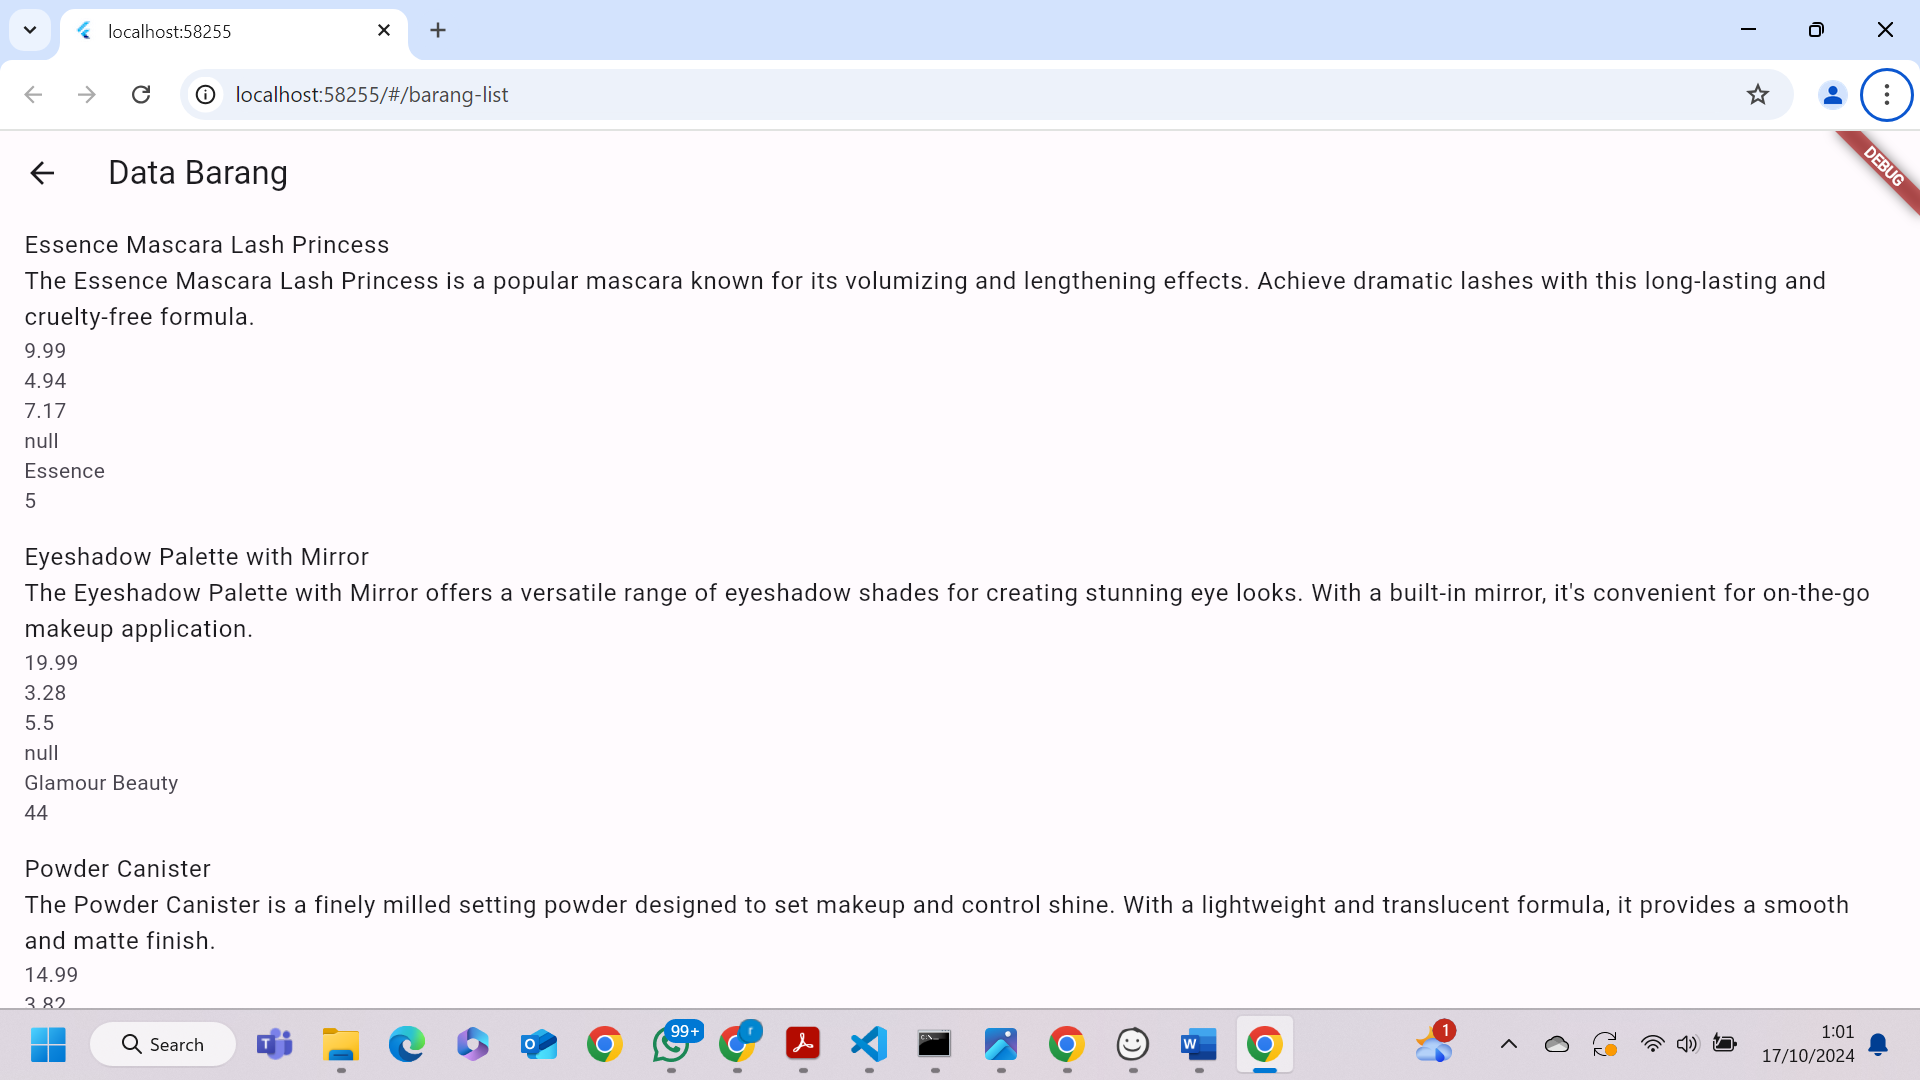 localhost:58255
localhost:58255/#/barang-list
Data Barang
DEBUG
Essence Mascara Lash Princess
The Essence Mascara Lash Princess is a popular mascara known for its volumizing and lengthening effects. Achieve dramatic lashes with this long-lasting and
cruelty-free formula.
9.99
4.94
7.17
null
Essence
5
Eyeshadow Palette with Mirror
The Eyeshadow Palette with Mirror offers a versatile range of eyeshadow shades for creating stunning eye looks. With a built-in mirror, it's convenient for on-the-go
makeup application.
19.99
3.28
5.5
null
Glamour Beauty
44
Powder Canister
The Powder Canister is a finely milled setting powder designed to set makeup and control shine. With a lightweight and translucent formula, it provides a smooth
and matte finish.
14.99
3.82
Search
99+
r
1
1:01
17/10/2024